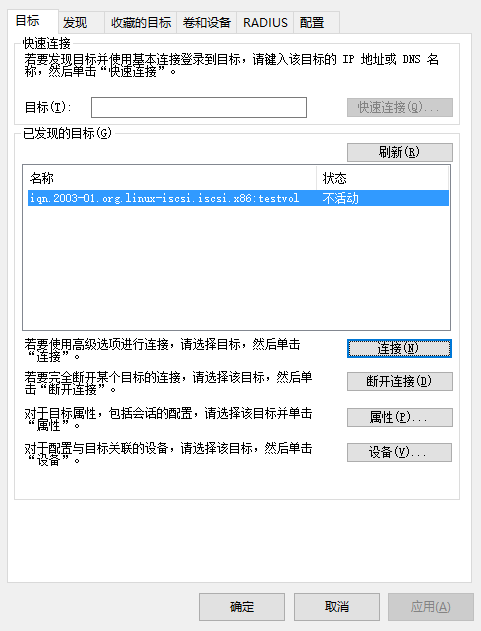 目标 发现 收藏的目标 卷和设备 RADIUS 配置
快速连接
若要发现目标并使用基本连接登录到目标，请键入该目标的 IP 地址或 DNS 名
称，然后单击“快速连接”。
目标(T): 快速连接(Q)...
已发现的目标(G)
刷新(R)
名称 状态
iqn.2003-01.org.linux-iscsi.iscsi.x86:testvol 不活动
若要使用高级选项进行连接，请选择目标，然后单击
“连接”。
连接(N)
若要完全断开某个目标的连接，请选择该目标，然后单
击“断开连接”。
断开连接(D)
对于目标属性，包括会话的配置，请选择该目标并单击
“属性”。
属性(P)...
对于配置与目标关联的设备，请选择该目标，然后单击
“设备”。
设备(V)...
确定 取消 应用(A)